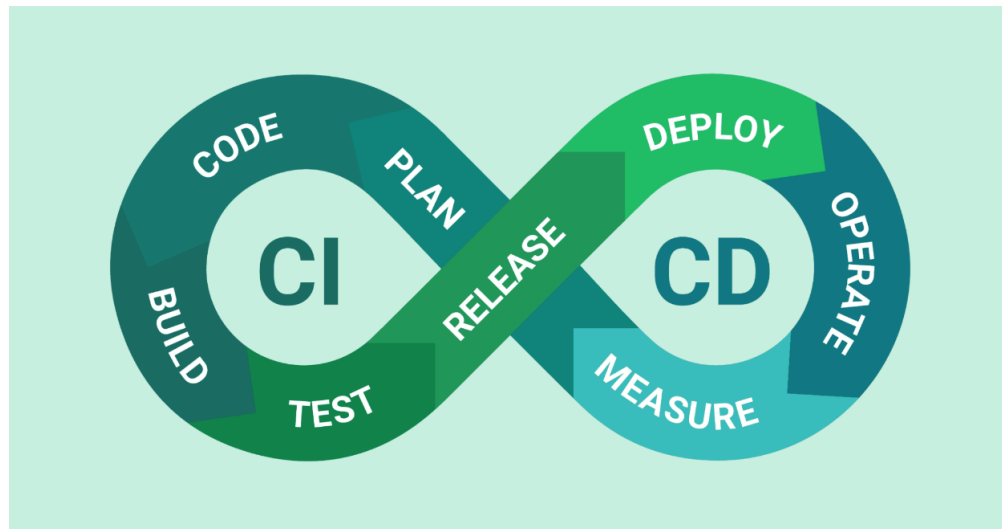 CI
CD
PLAN
CODE
BUILD
TEST
RELEASE
DEPLOY
OPERATE
MEASURE